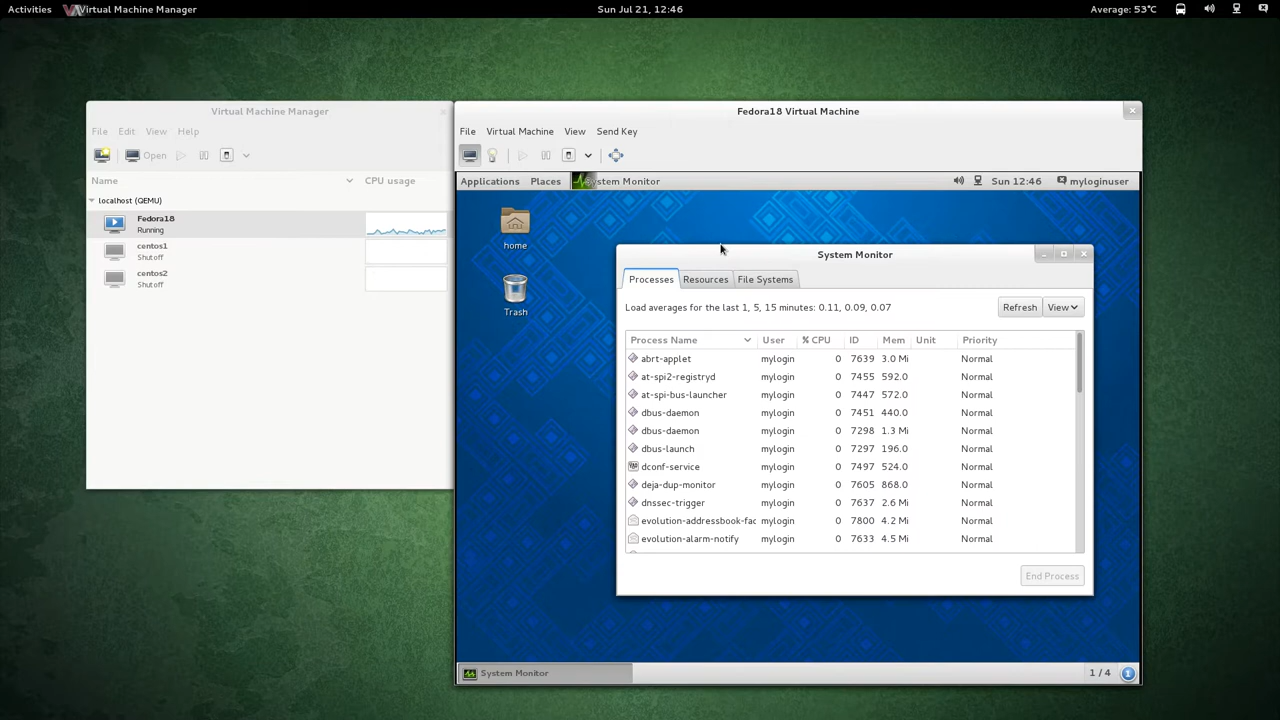 Activities Virtual Machine Manager Sun Jul 21, 12:46 Average: 53°C
Virtual Machine Manager
File Edit View Help
Open
Name CPU usage
localhost (QEMU)
Fedora18
Running
centos1
Shutoff
centos2
Shutoff
Fedora18 Virtual Machine
File Virtual Machine View Send Key
Applications Places System Monitor Sun 12:46 myloginuser
home
Trash
System Monitor
Processes Resources File Systems
Load averages for the last 1, 5, 15 minutes: 0.11, 0.09, 0.07 Refresh View
Process Name User % CPU ID Mem Unit Priority
abrt-applet mylogin 0 7639 3.0 Mi Normal
at-spi2-registryd mylogin 0 7455 592.0 Normal
at-spi-bus-launcher mylogin 0 7447 572.0 Normal
dbus-daemon mylogin 0 7451 440.0 Normal
dbus-daemon mylogin 0 7298 1.3 Mi Normal
dbus-launch mylogin 0 7297 196.0 Normal
dconf-service mylogin 0 7497 524.0 Normal
deja-dup-monitor mylogin 0 7605 868.0 Normal
dnssec-trigger mylogin 0 7637 2.6 Mi Normal
evolution-addressbook-fac mylogin 0 7800 4.2 Mi Normal
evolution-alarm-notify mylogin 0 7633 4.5 Mi Normal
End Process
System Monitor 1 / 4 1